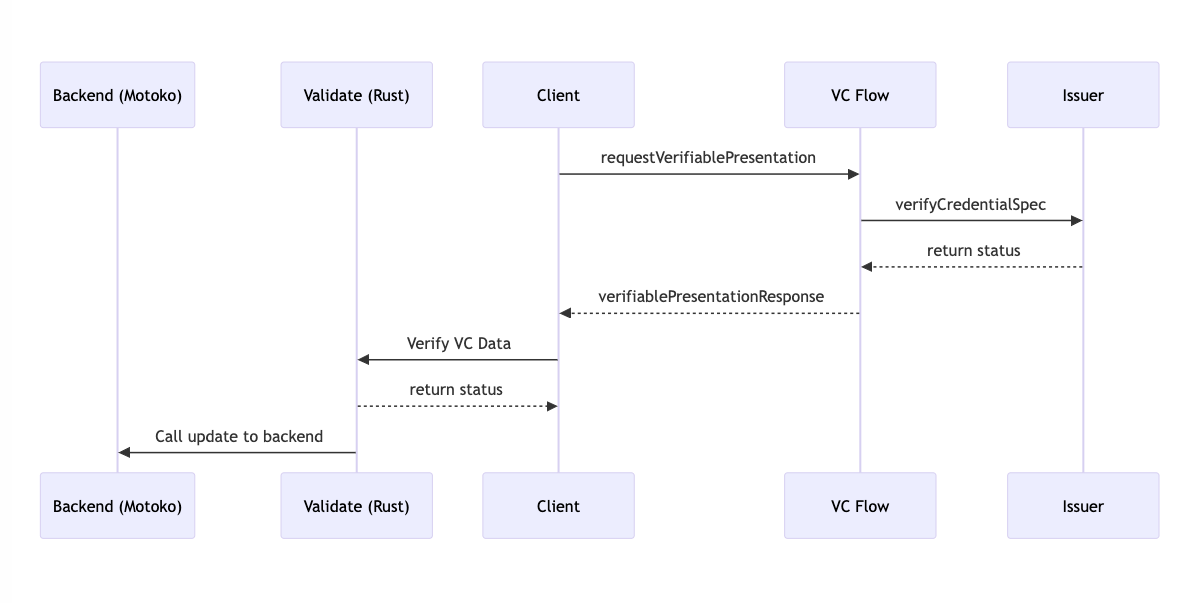 Backend (Motoko)
Validate (Rust)
Client
VC Flow
Issuer
requestVerifiablePresentation
verifyCredentialSpec
return status
verifiablePresentationResponse
Verify VC Data
return status
Call update to backend
Backend (Motoko)
Validate (Rust)
Client
VC Flow
Issuer